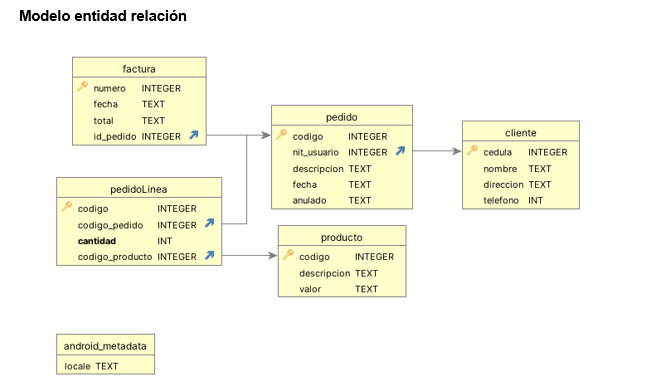 Modelo entidad relación
factura
numero INTEGER
fecha TEXT
total TEXT
id_pedido INTEGER
pedidoLinea
codigo INTEGER
codigo_pedido INTEGER
cantidad INT
codigo_producto INTEGER
pedido
codigo INTEGER
nit_usuario INTEGER
descripcion TEXT
fecha TEXT
anulado TEXT
producto
codigo INTEGER
descripcion TEXT
valor TEXT
cliente
cedula INTEGER
nombre TEXT
direccion TEXT
telefono INT
android_metadata
locale TEXT